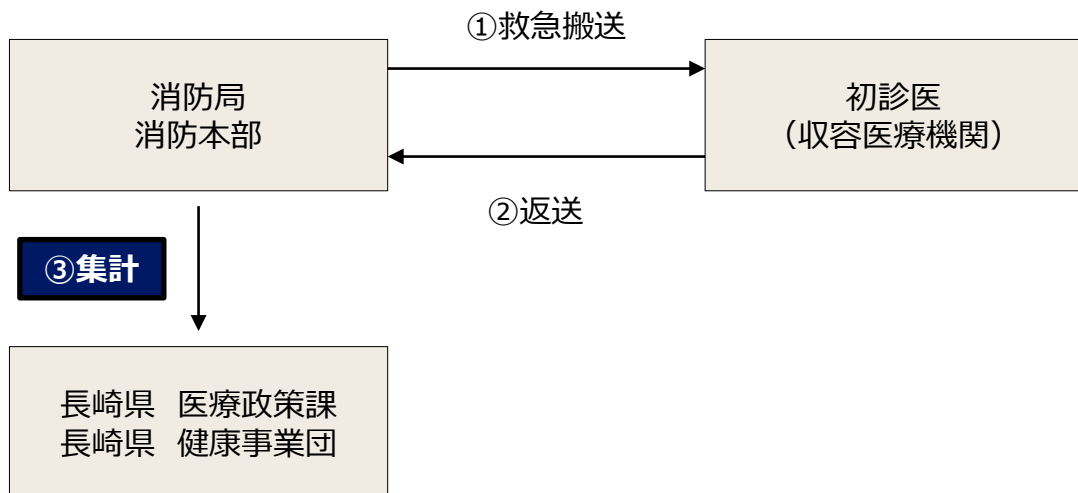 ①救急搬送
消防局
消防本部
初診医
（収容医療機関）
②返送
③集計
長崎県 医療政策課
長崎県 健康事業団